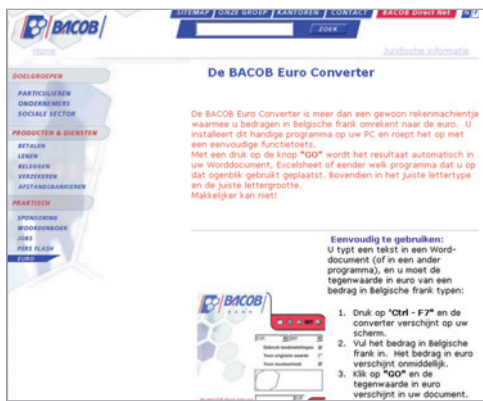 SITEMAP / ONZE GROEP / KANTOREN / CONTACT / BACOB Direct Net / N
BACOB
ZOEK
Home
Juridische informatie
DOELGROEPEN
PARTICULIEREN
ONDERNEMERS
SOCIALE SECTOR
PRODUCTEN & DIENSTEN
BETALEN
LENEN
BELEGGEN
VERZEKEREN
AFSTANDSBANKIEREN
PRAKTISCH
SPONSORING
WOORDENBOEK
JOBS
PERS FLASH
EURO
De BACOB Euro Converter
De BACOB Euro Converter is meer dan een gewoon rekenmachientje
waarmee u bedragen in Belgische frank omrekent naar de euro. U
installeert dit handige programma op uw PC en roept het op met
een eenvoudige functietoets.
Met een druk op de knop "GO" wordt het resultaat automatisch in
uw Worddocument, Excelsheet of eender welk programma dat u op
dat ogenblik gebruikt geplaatst. Bovendien in het juiste lettertype
en de juiste lettergrootte.
Makkelijker kan niet!
Eenvoudig te gebruiken:
U typt een tekst in een Word-
document (of in een ander
programma), en u moet de
tegenwaarde in euro van een
bedrag in Belgische frank typen:
1. Druk op "Ctrl - F7" en de
converter verschijnt op uw
scherm.
2. Vul het bedrag in Belgische
frank in. Het bedrag in euro
verschijnt onmiddellijk.
3. Klik op "GO" en de
tegenwaarde in euro
verschijnt in uw document.
BACOB
BANK